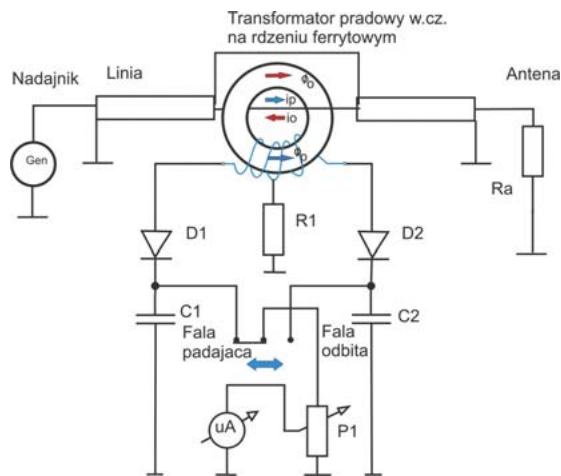 Transformator pradowy w.cz.
na rdzeniu ferrytowym
Nadajnik
Linia
Antena
ϕo
ip
io
ϕp
Gen
Ra
D1
R1
D2
C1
C2
Fala
padajaca
Fala
odbita
uA
P1